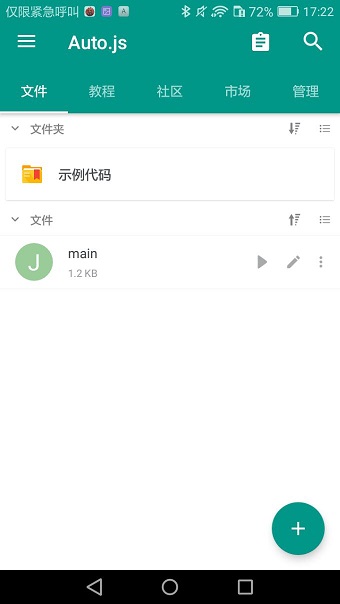 仅限紧急呼叫 A 72% 17:22
Auto.js
文件 教程 社区 市场 管理
文件夹
示例代码
文件
J main
1.2 KB